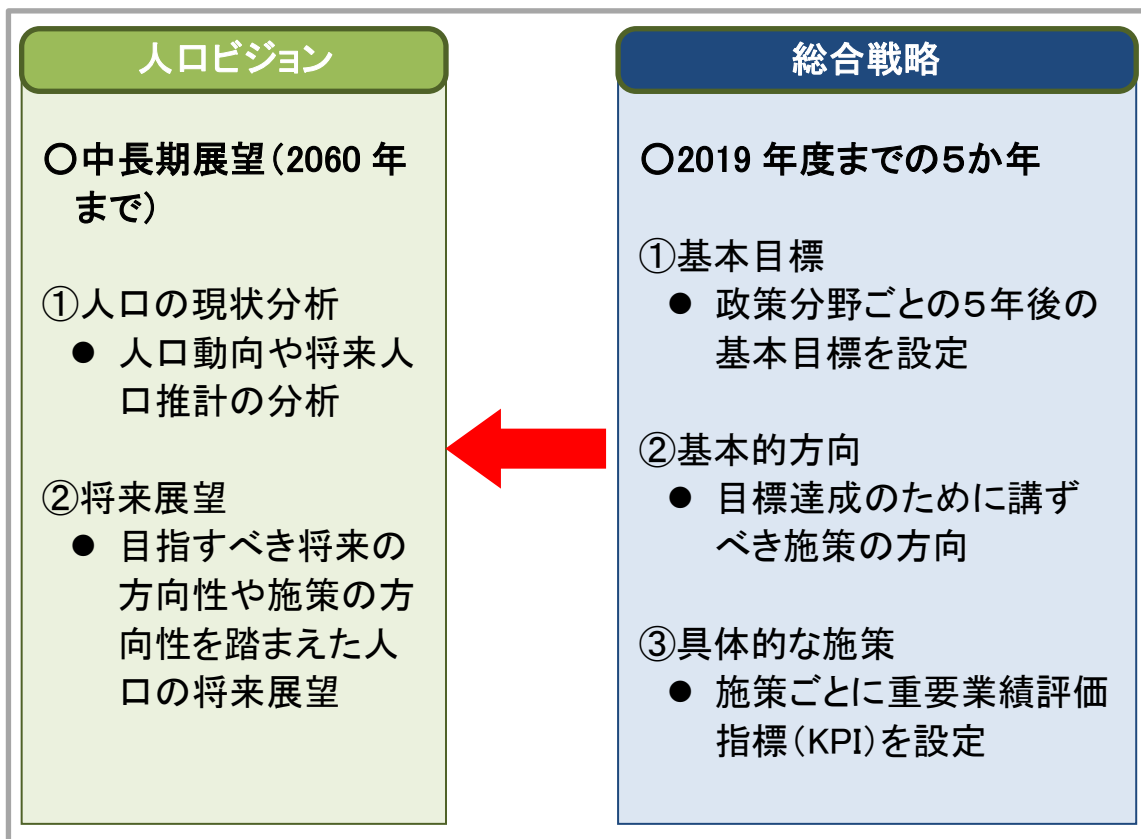 人口ビジョン
〇中長期展望(2060 年
まで)
①人口の現状分析
● 人口動向や将来人
口推計の分析
②将来展望
● 目指すべき将来の
方向性や施策の方
向性を踏まえた人
口の将来展望
総合戦略
〇2019 年度までの5か年
①基本目標
● 政策分野ごとの5年後の
基本目標を設定
②基本的方向
● 目標達成のために講ず
べき施策の方向
③具体的な施策
● 施策ごとに重要業績評価
指標(KPI)を設定